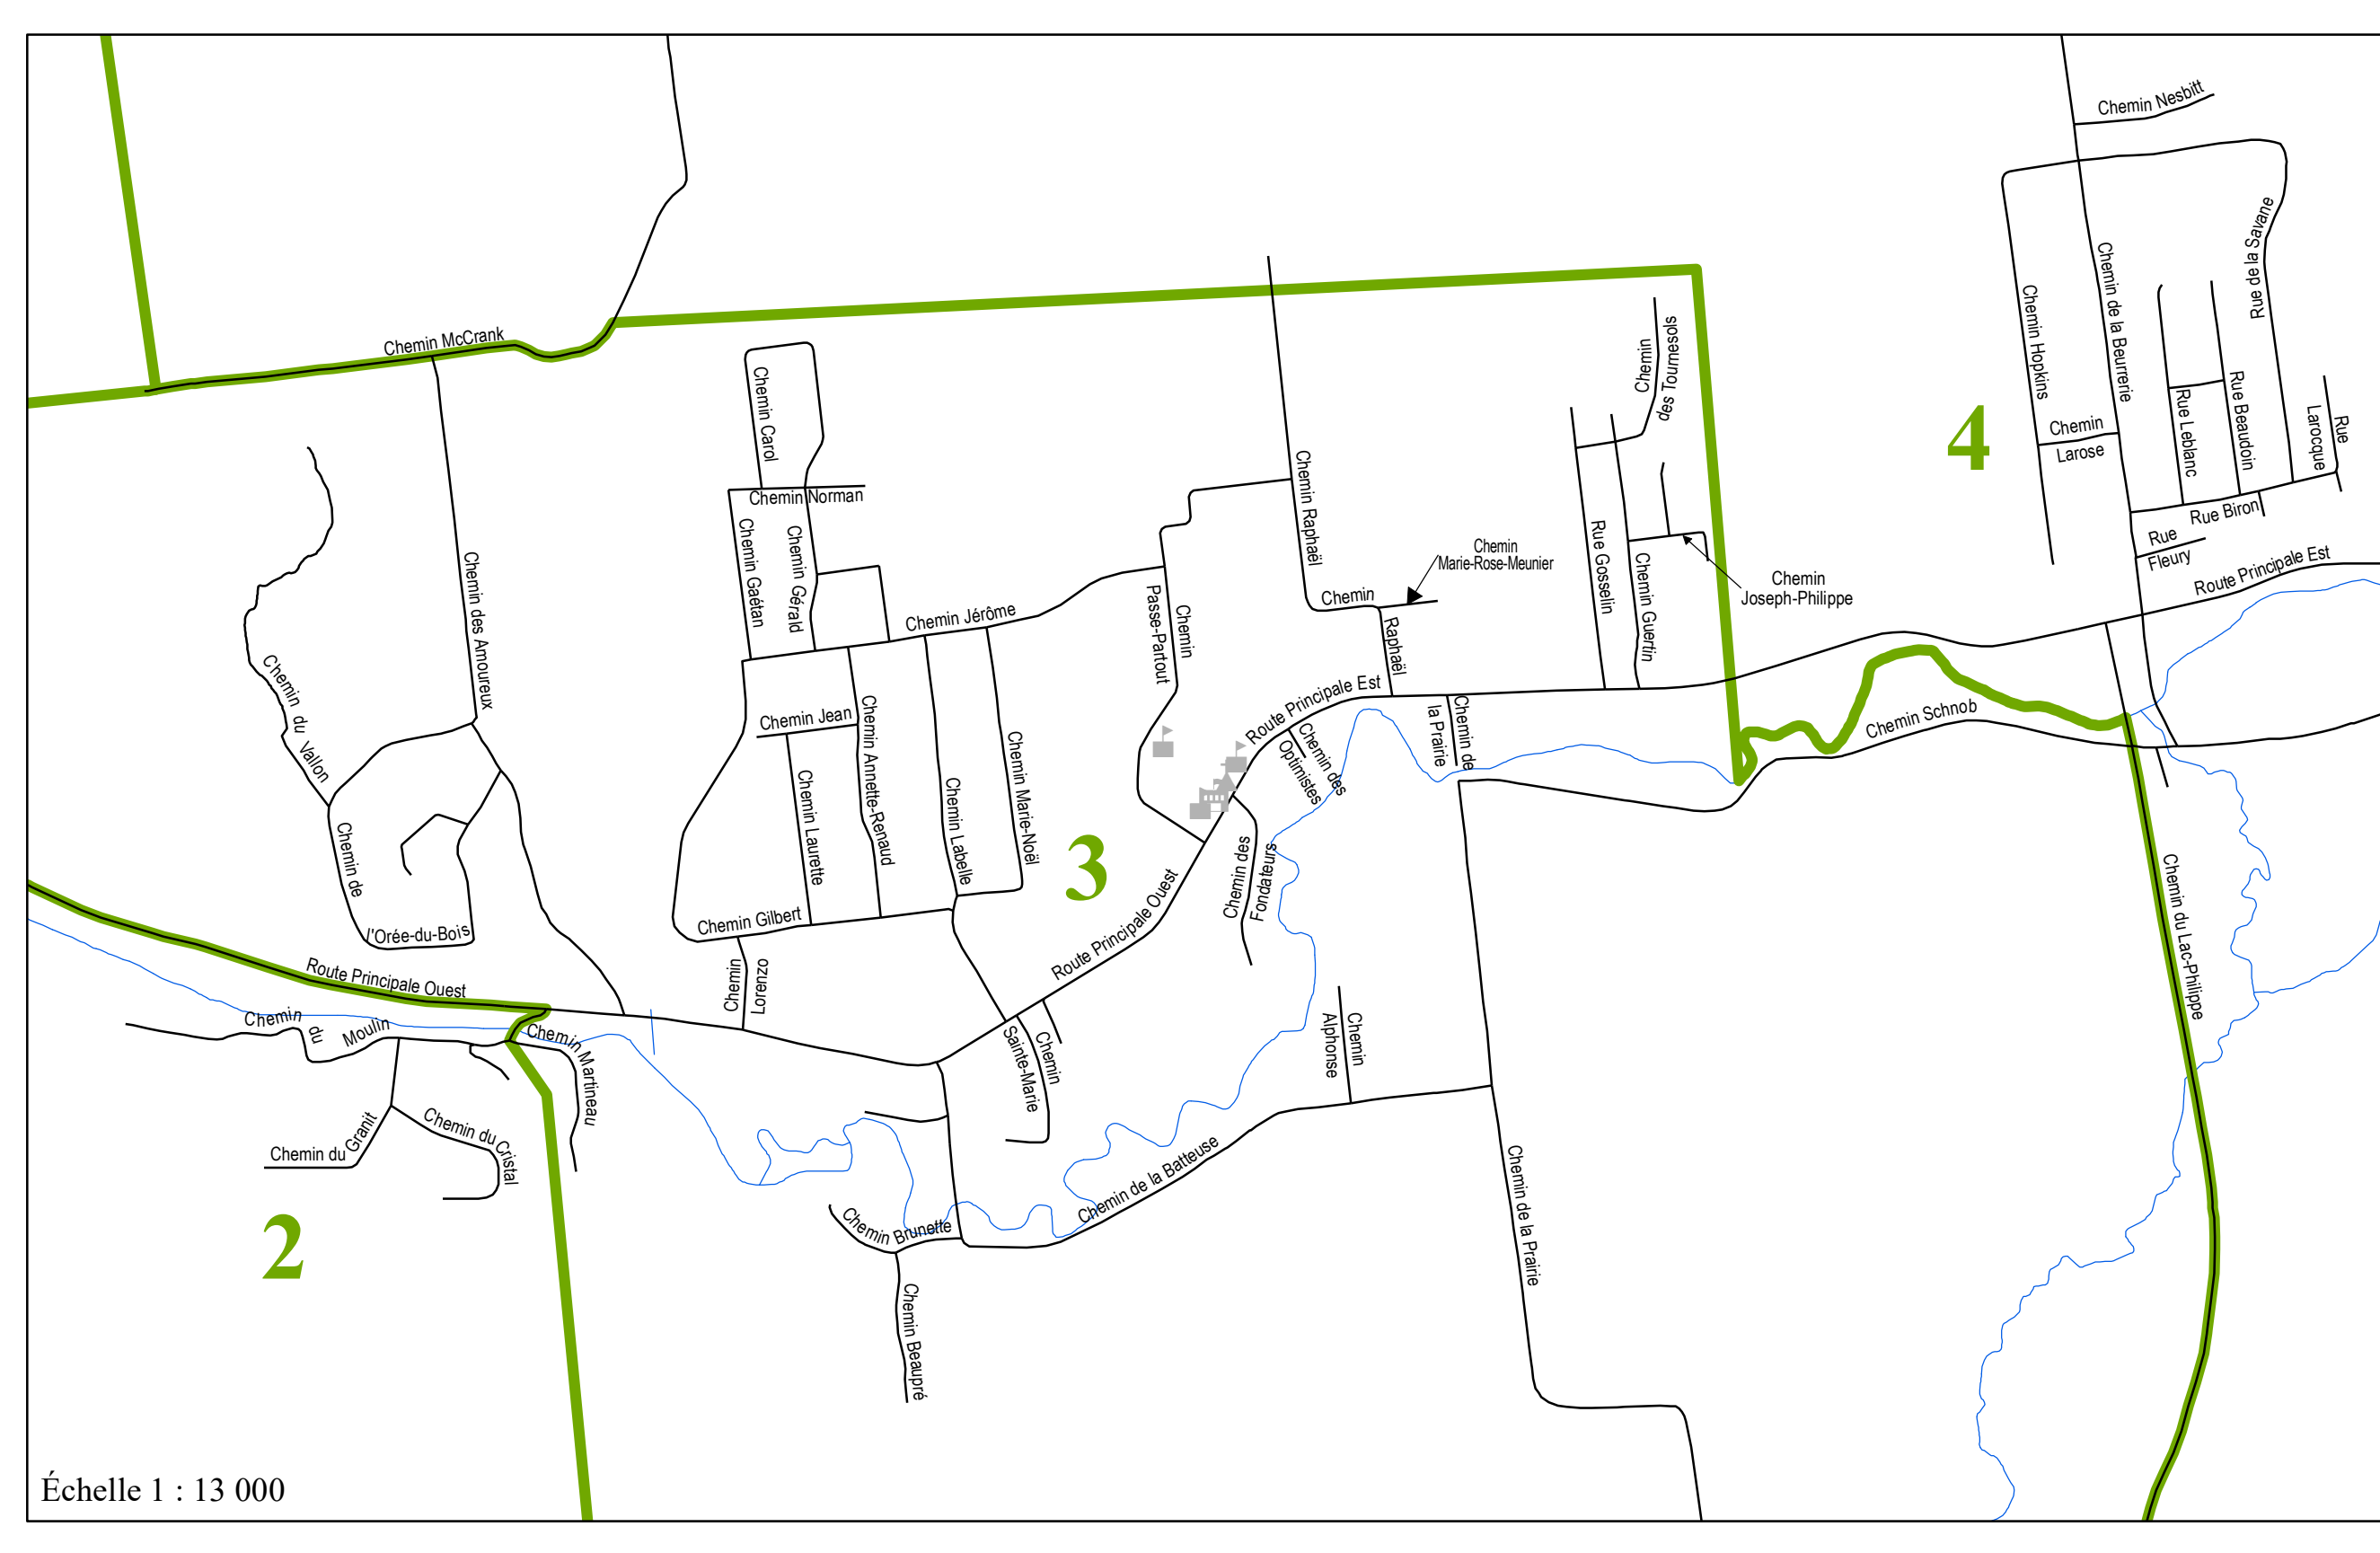 Chemin Nesbitt
Rue de la Savane
Chemin de la Beurrerie
Chemin Hopkins
Chemin
Larose
Rue Leblanc
Rue Beaudoin
Rue
Larocque
Rue Biron
Rue
Fleury
Route Principale Est
4
Chemin McCrank
Chemin
des Tournesols
Chemin Carol
Chemin Norman
Chemin Gaétan
Chemin Gérald
Chemin Raphaël
Chemin
Marie-Rose-Meunier
Rue Gosselin
Chemin Guertin
Chemin
Joseph-Philippe
Chemin
Raphaël
Chemin des Amoureux
Chemin Jérôme
Chemin
Passe-Partout
Chemin du Vallon
Chemin Jean
Chemin Annette-Renaud
Chemin Laurette
Chemin Labelle
Chemin Marie-Noël
Route Principale Est
Chemin des
Optimistes
Chemin de
la Prairie
Chemin Schnob
Chemin de
l'Orée-du-Bois
3
Chemin des
Fondateurs
Chemin Gilbert
Chemin
Lorenzo
Route Principale Ouest
Route Principale Ouest
Chemin du Lac-Philippe
Chemin
du
Moulin
Chemin Martineau
Chemin
Sainte-Marie
Chemin
Alphonse
Chemin du Granit
Chemin du Cristal
Chemin de la Batteuse
Chemin Brunette
Chemin Beaupré
Chemin de la Prairie
2
Échelle 1 : 13 000